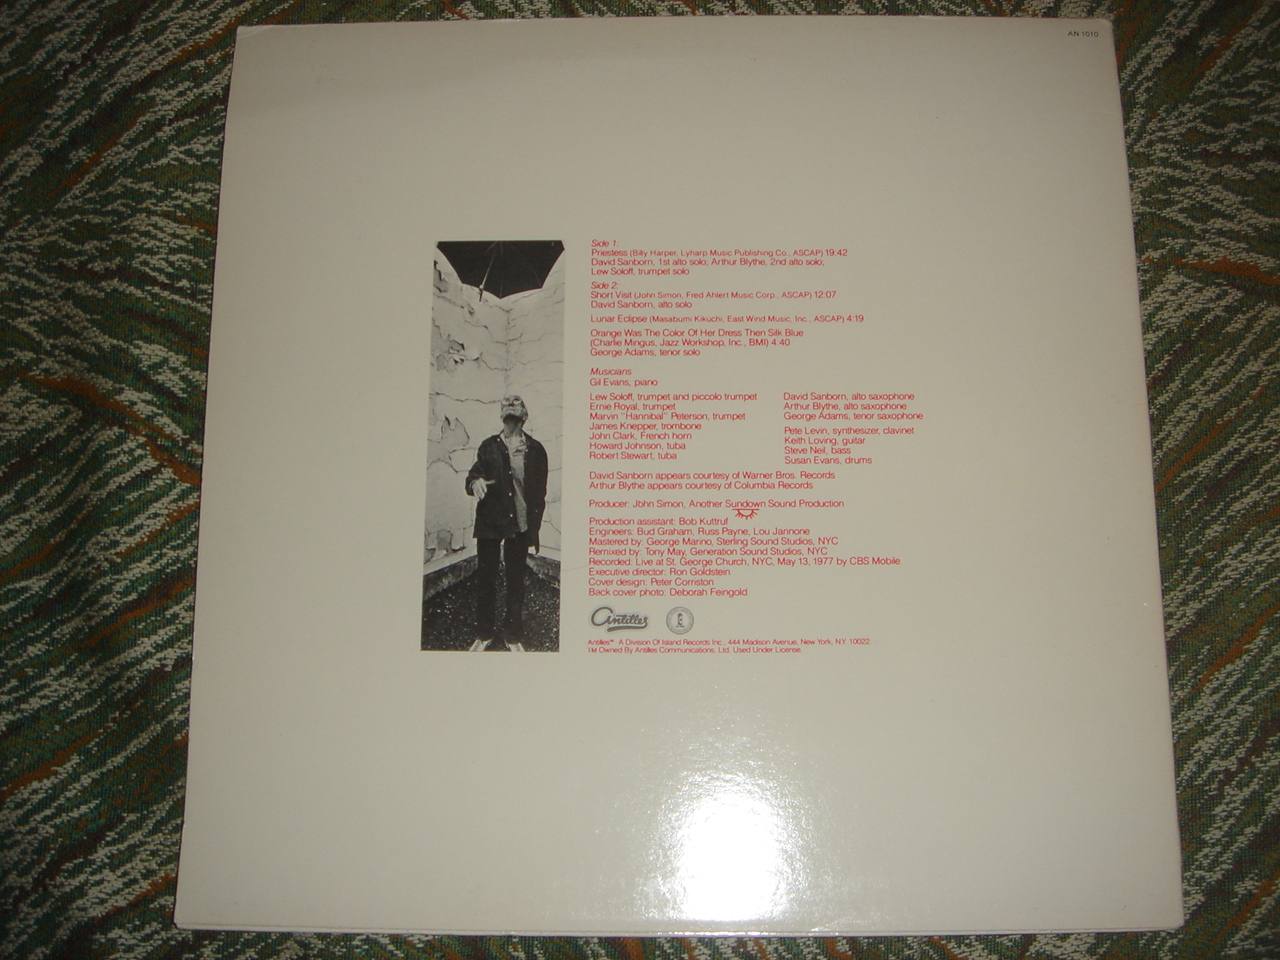 AN 1010
Side 1:
Priestess (Billy Harper, Lyharp Music Publishing Co., ASCAP) 19:42
David Sanborn, 1st alto solo; Arthur Blythe, 2nd alto solo;
Lew Soloff, trumpet solo
Side 2:
Short Visit (John Simon, Fred Ahlert Music Corp., ASCAP) 12:07
David Sanborn, alto solo
Lunar Eclipse (Masabumi Kikuchi, East Wind Music, Inc., ASCAP) 4:19
Orange Was The Color Of Her Dress Then Silk Blue
(Charlie Mingus, Jazz Workshop, Inc., BMI) 4:40
George Adams, tenor solo
Musicians
Gil Evans, piano
Lew Soloff, trumpet and piccolo trumpet
Ernie Royal, trumpet
Marvin "Hannibal" Peterson, trumpet
James Knepper, trombone
John Clark, French horn
Howard Johnson, tuba
Robert Stewart, tuba
David Sanborn, alto saxophone
Arthur Blythe, alto saxophone
George Adams, tenor saxophone
Pete Levin, synthesizer, clavinet
Keith Loving, guitar
Steve Neil, bass
Susan Evans, drums
David Sanborn appears courtesy of Warner Bros. Records
Arthur Blythe appears courtesy of Columbia Records
Producer: John Simon, Another Sundown Sound Production
Production assistant: Bob Kuttruf
Engineers: Bud Graham, Russ Payne, Lou Jannone
Mastered by: George Marino, Sterling Sound Studios, NYC
Remixed by: Tony May, Generation Sound Studios, NYC
Recorded: Live at St. George Church, NYC, May 13, 1977 by CBS Mobile
Executive director: Ron Goldstein
Cover design: Peter Corriston
Back cover photo: Deborah Feingold
Antilles
Antilles™ A Division Of Island Records Inc., 444 Madison Avenue, New York, N.Y. 10022
TM Owned By Antilles Communications, Ltd. Used Under License.